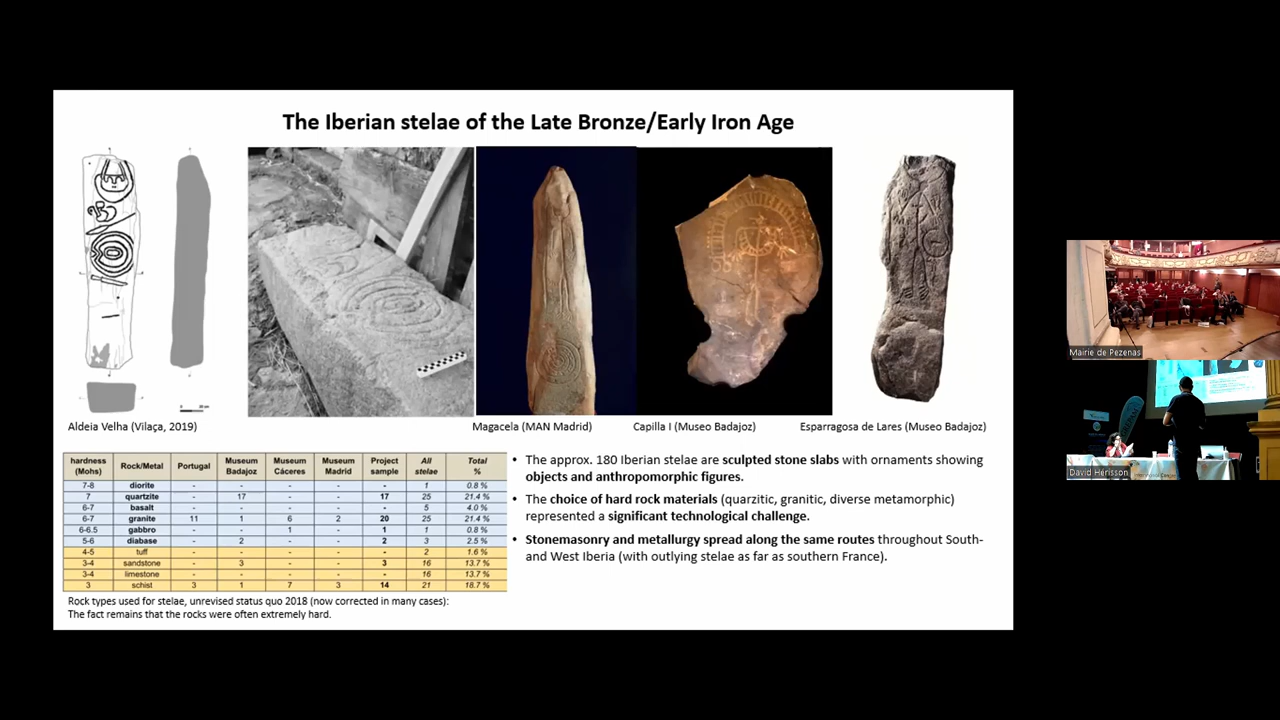 The Iberian stelae of the Late Bronze/Early Iron Age
Aldeia Velha (Vilaça, 2019)
Magacela (MAN Madrid)
Capilla I (Museo Badajoz)
Esparragosa de Lares (Museo Badajoz)
hardness (Mohs) Rock/Metal Portugal Museum Badajoz Museum Cáceres Museum Madrid Project sample All stelae Total %
7-8 diorite - - - - - 1 0.8 %
7 quartzite - 17 - - 17 25 21.4 %
6-7 basalt - - - - - 5 4.0 %
6-7 granite 11 1 6 2 20 25 21.4 %
6-6.5 gabbro - - 1 - 1 1 0.8 %
5-6 diabase - 2 - - 2 3 2.5 %
4-5 tuff - - - - - 2 1.6 %
3-4 sandstone - 3 - - 3 16 13.7 %
3-4 limestone - - - - - 16 13.7 %
3 schist 3 1 7 3 14 21 18.7 %
Rock types used for stelae, unrevised status quo 2018 (now corrected in many cases):
The fact remains that the rocks were often extremely hard.
• The approx. 180 Iberian stelae are sculpted stone slabs with ornaments showing
objects and anthropomorphic figures.
• The choice of hard rock materials (quarzitic, granitic, diverse metamorphic)
represented a significant technological challenge.
• Stonemasonry and metallurgy spread along the same routes throughout South-
and West Iberia (with outlying stelae as far as southern France).
Mairie de Pezenas
David Hérisson